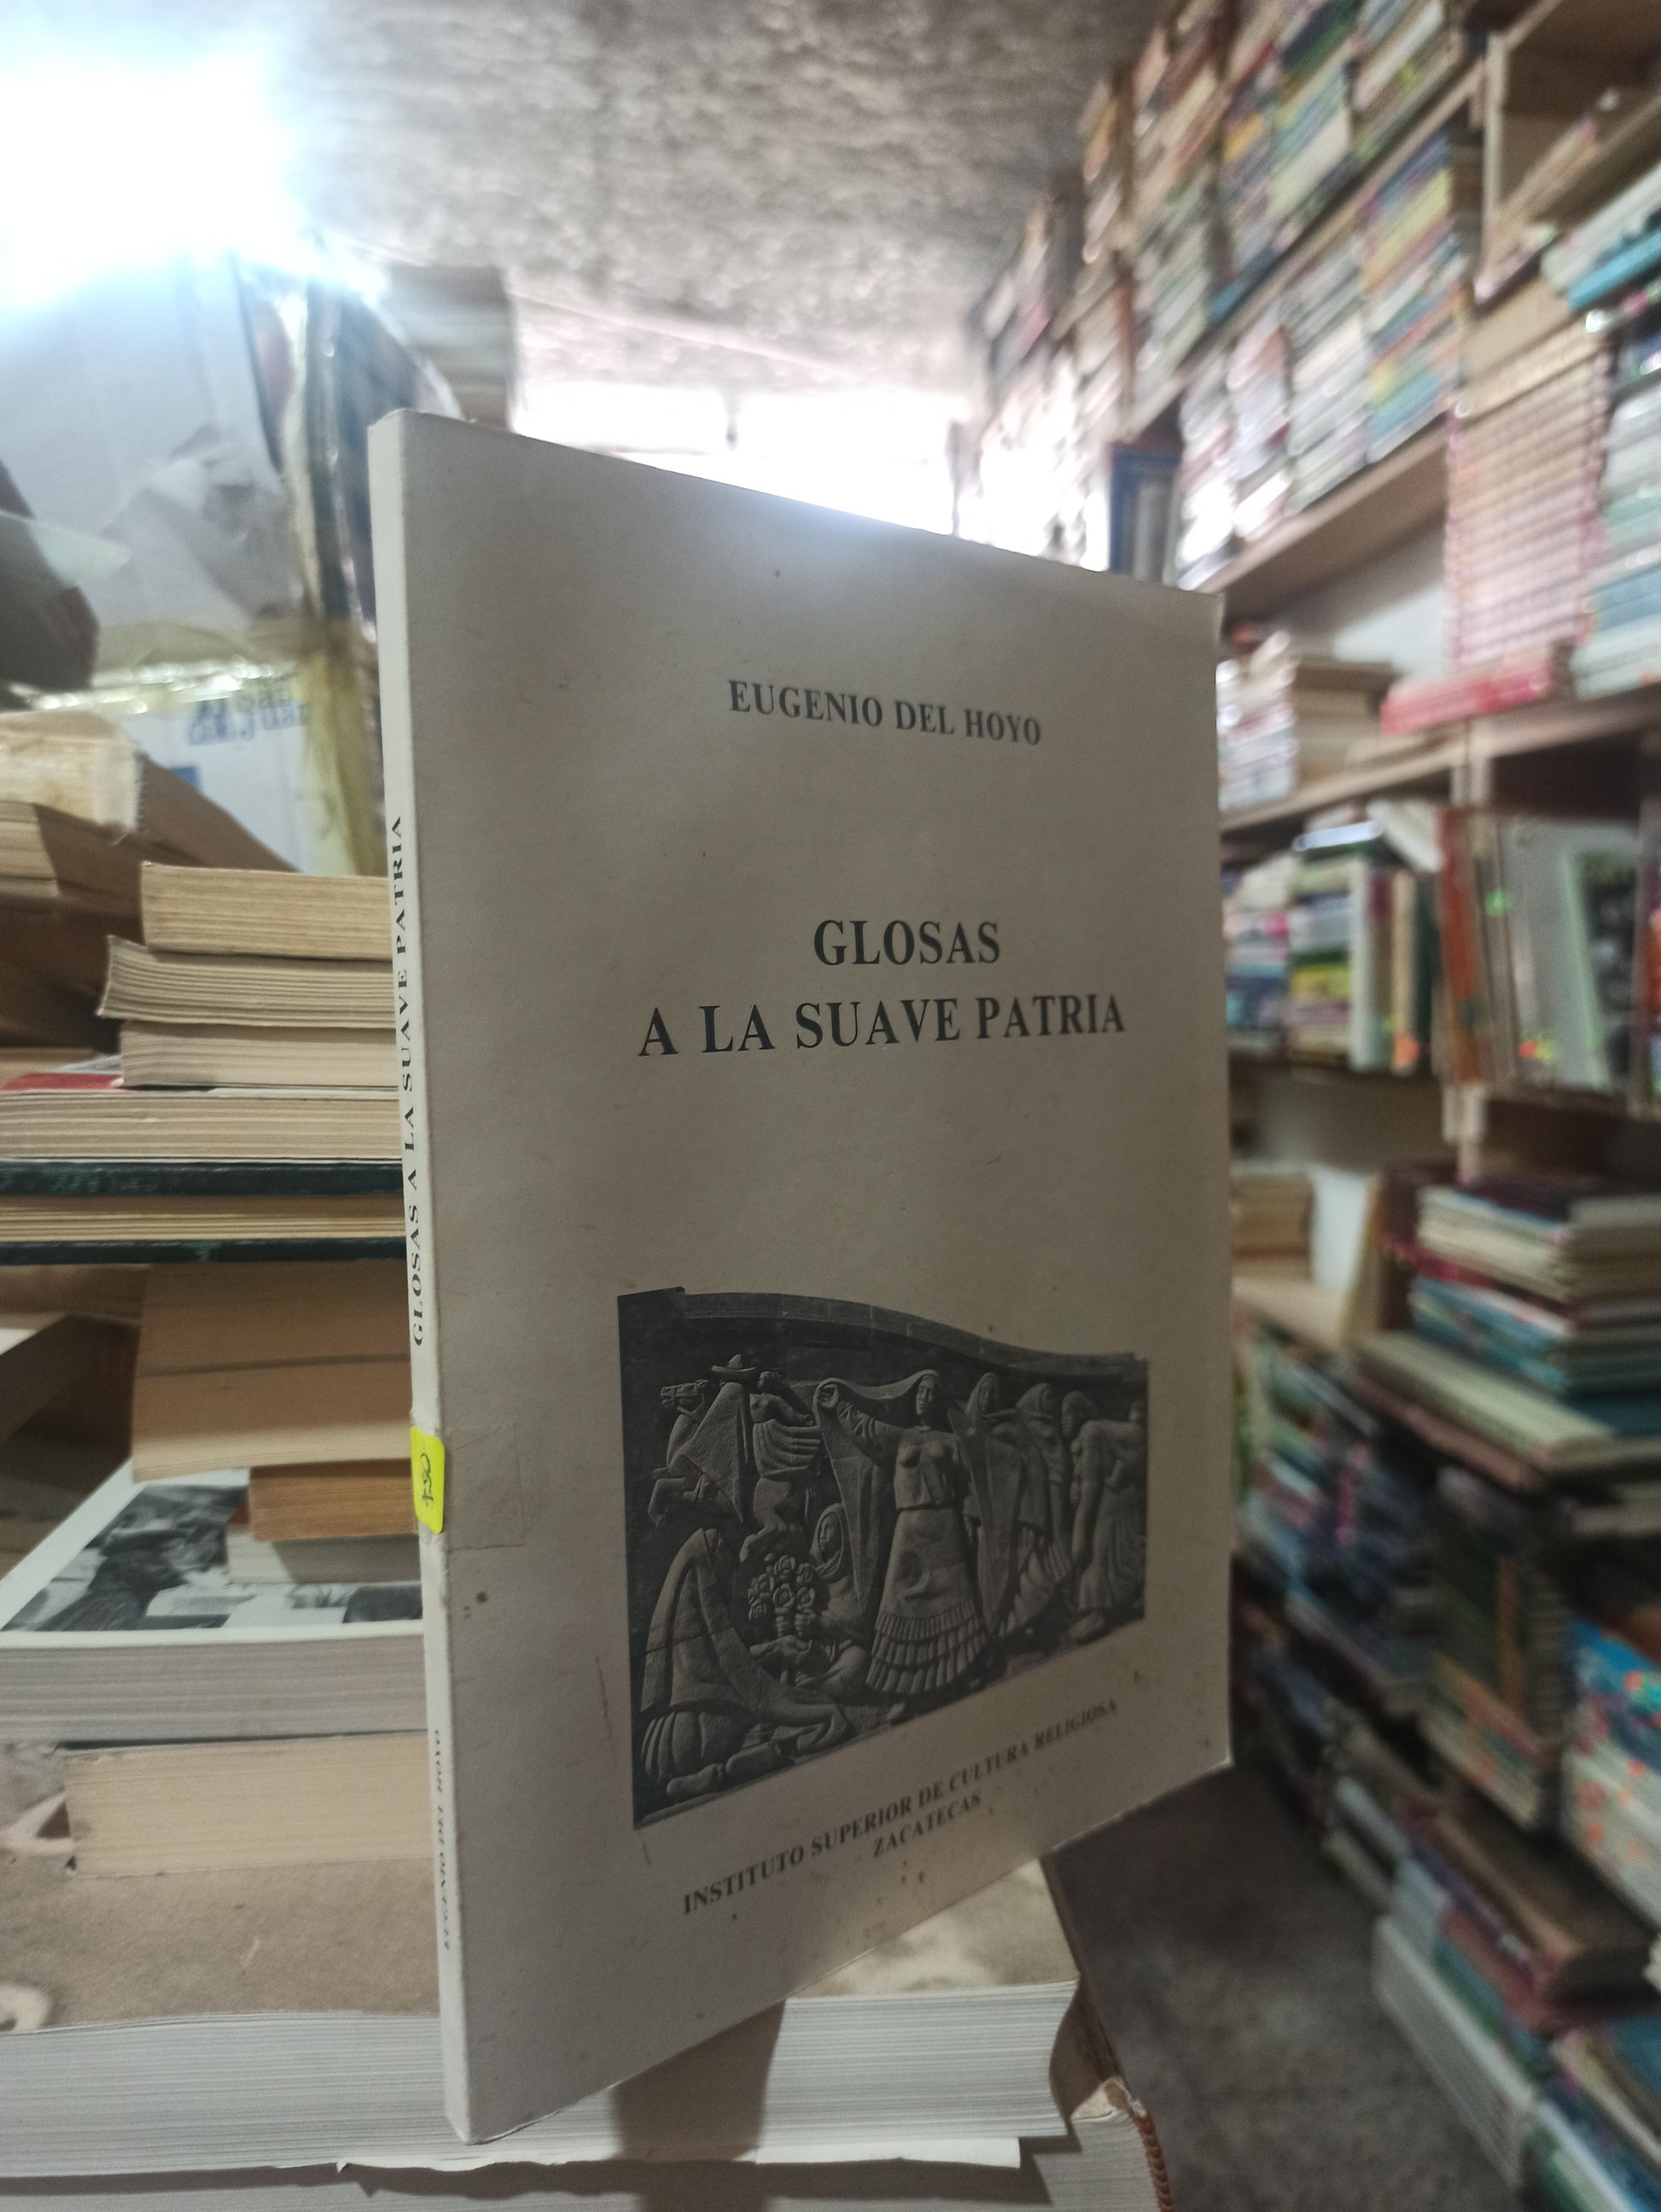 EUGENIO DEL HOYO
GLOSAS
A LA SUAVE PATRIA
INSTITUTO SUPERIOR DE CULTURA RELIGIOSA
ZACATECAS
GLOSAS A LA SUAVE PATRIA
EUGENIO DEL HOYO